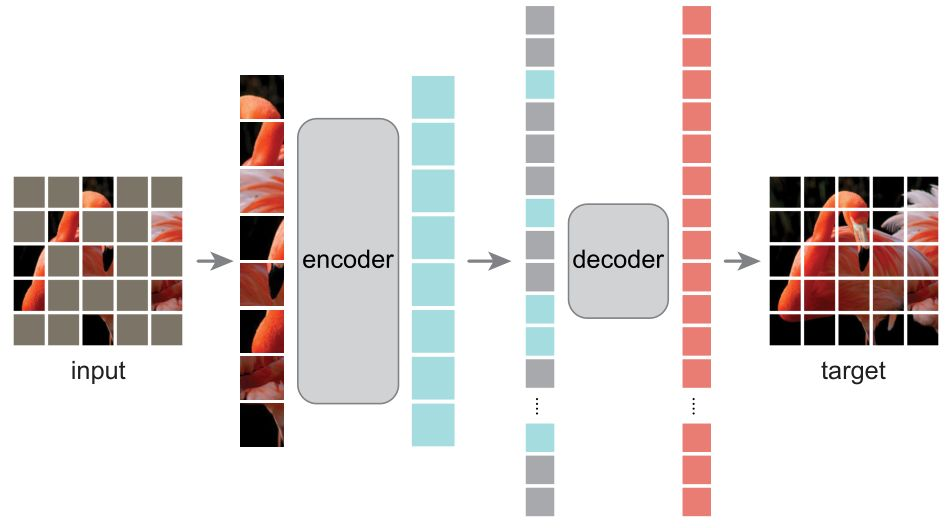 input
encoder
decoder
target